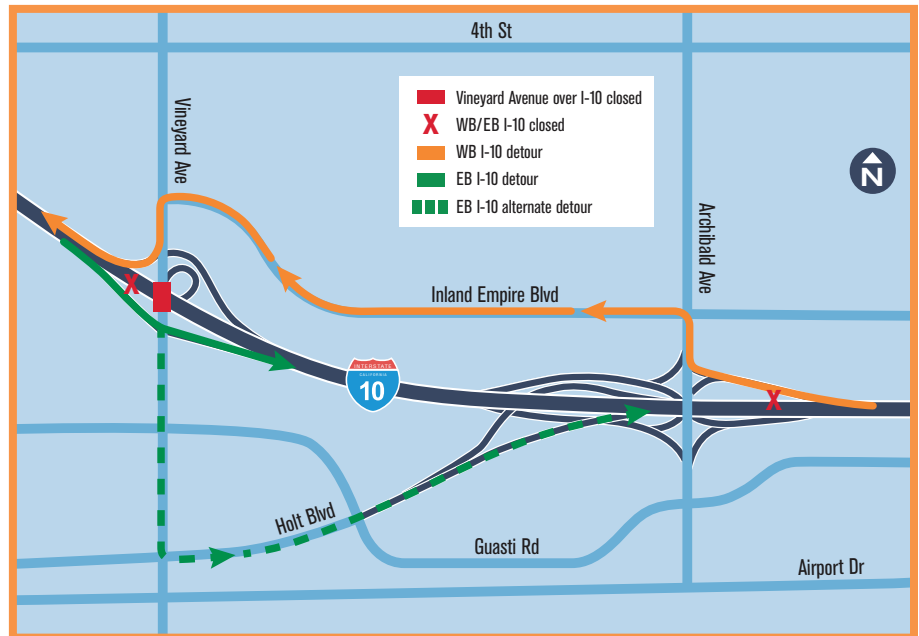 4th St
Vineyard Avenue over I-10 closed
X WB/EB I-10 closed
WB I-10 detour
EB I-10 detour
EB I-10 alternate detour
N
Vineyard Ave
Archibald Ave
X
Inland Empire Blvd
INTERSTATE
CALIFORNIA
10
X
Holt Blvd
Guasti Rd
Airport Dr